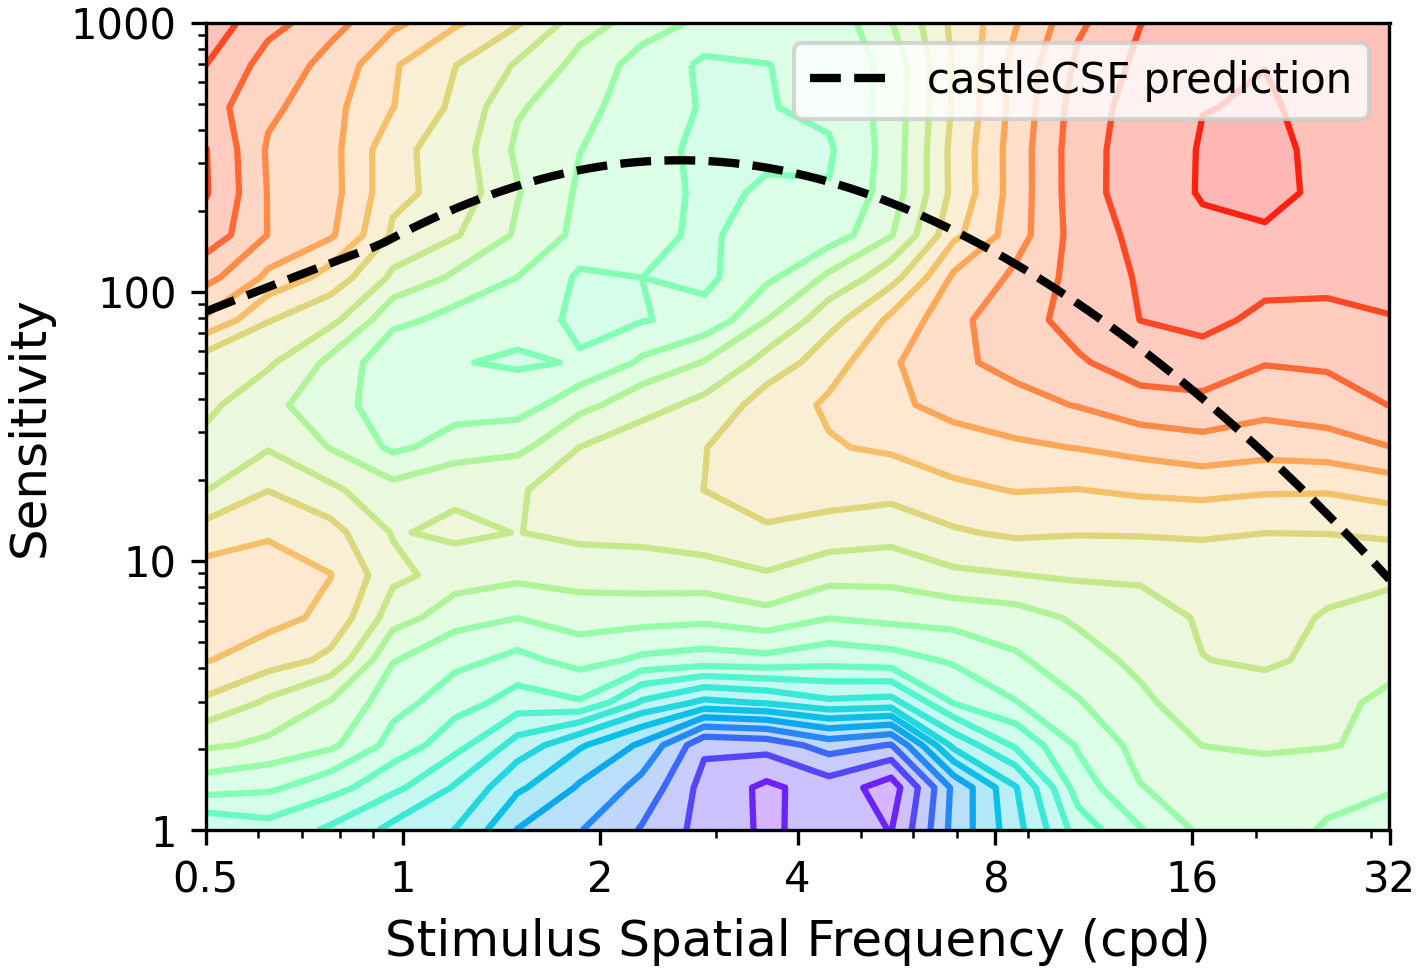 1000
castleCSF prediction
100
Sensitivity
10
1
0.5 1 2 4 8 16 32
Stimulus Spatial Frequency (cpd)